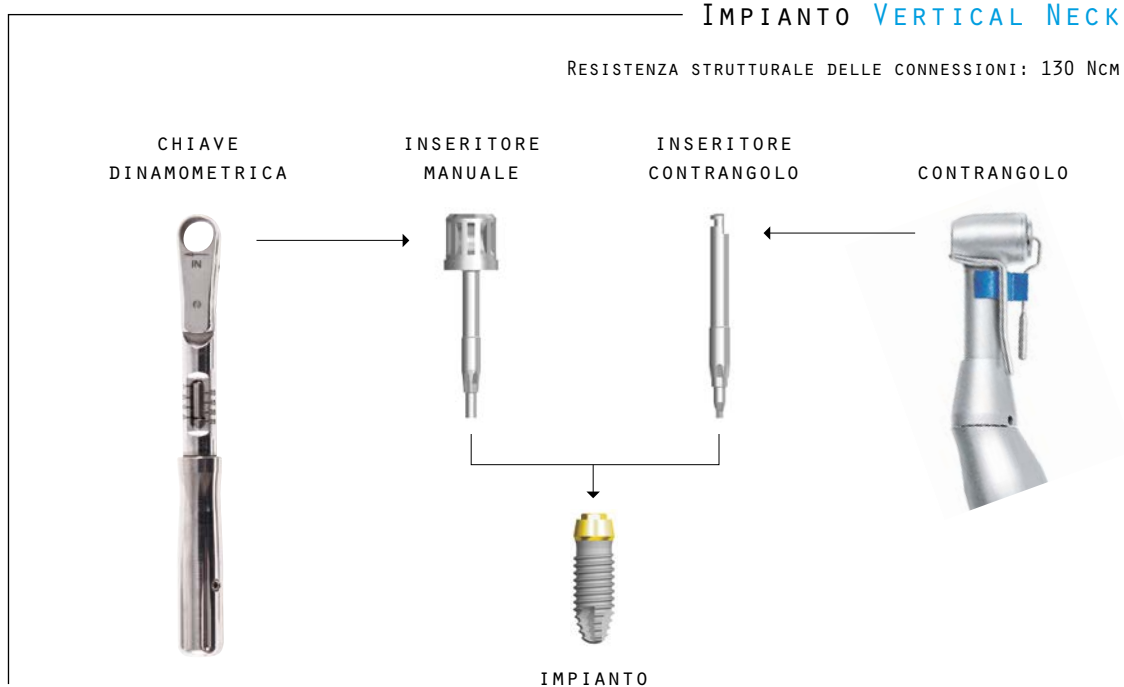 IMPIANTO VERTICAL NECK
RESISTENZA STRUTTURALE DELLE CONNESSIONI: 130 NCM
CHIAVE
DINAMOMETRICA
INSERITORE
MANUALE
INSERITORE
CONTRANGOLO
CONTRANGOLO
IN
IMPIANTO